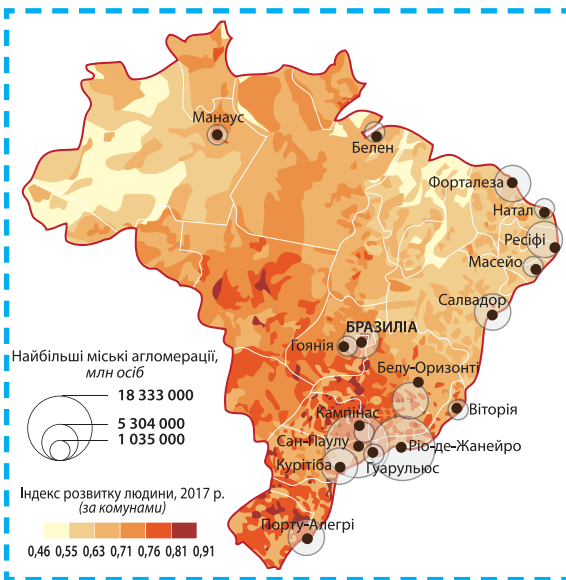 Манаус
Белен
Форталеза
Натал
Ресіфі
Масейо
Салвадор
БРАЗИЛІА
Гоянія
Белу-Оризонті
Вiторія
Кампінас
Сан-Паулу
Ріо-де-Жанейро
Курітіба
Гуарульюс
Порту-Алегрі
Найбільші міські агломерації,
млн осіб
18 333 000
5 304 000
1 035 000
Індекс розвитку людини, 2017 р.
(за комунами)
0,46 0,55 0,63 0,71 0,76 0,81 0,91